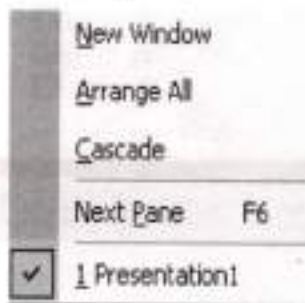 New Window
Arrange All
Cascade
Next Pane F6
1 Presentation1